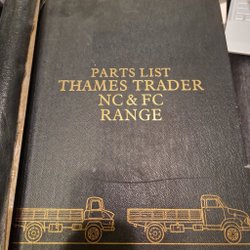 PARTS LIST
THAMES TRADER
NC & FC
RANGE